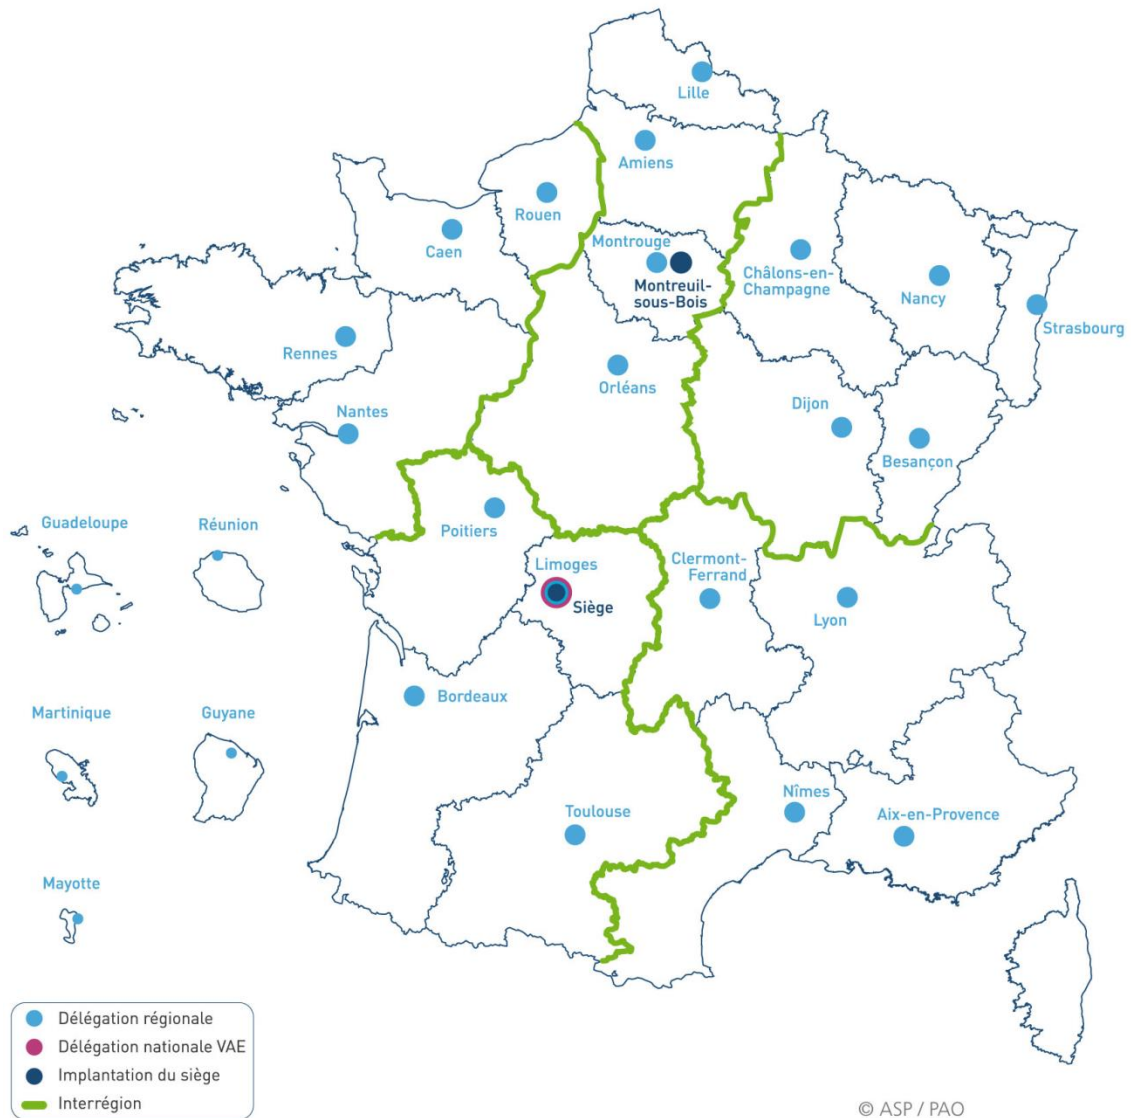 Lille
Amiens
Rouen
Caen
Montrouge
Montreuil-
sous-Bois
Châlons-en-
Champagne
Nancy
Strasbourg
Rennes
Orléans
Nantes
Dijon
Besançon
Poitiers
Guadeloupe
Réunion
Limoges
Siège
Clermont-
Ferrand
Lyon
Bordeaux
Martinique
Guyane
Toulouse
Nîmes
Aix-en-Provence
Mayotte
Délégation régionale
Délégation nationale VAE
Implantation du siège
Interrégion
© ASP / PAO